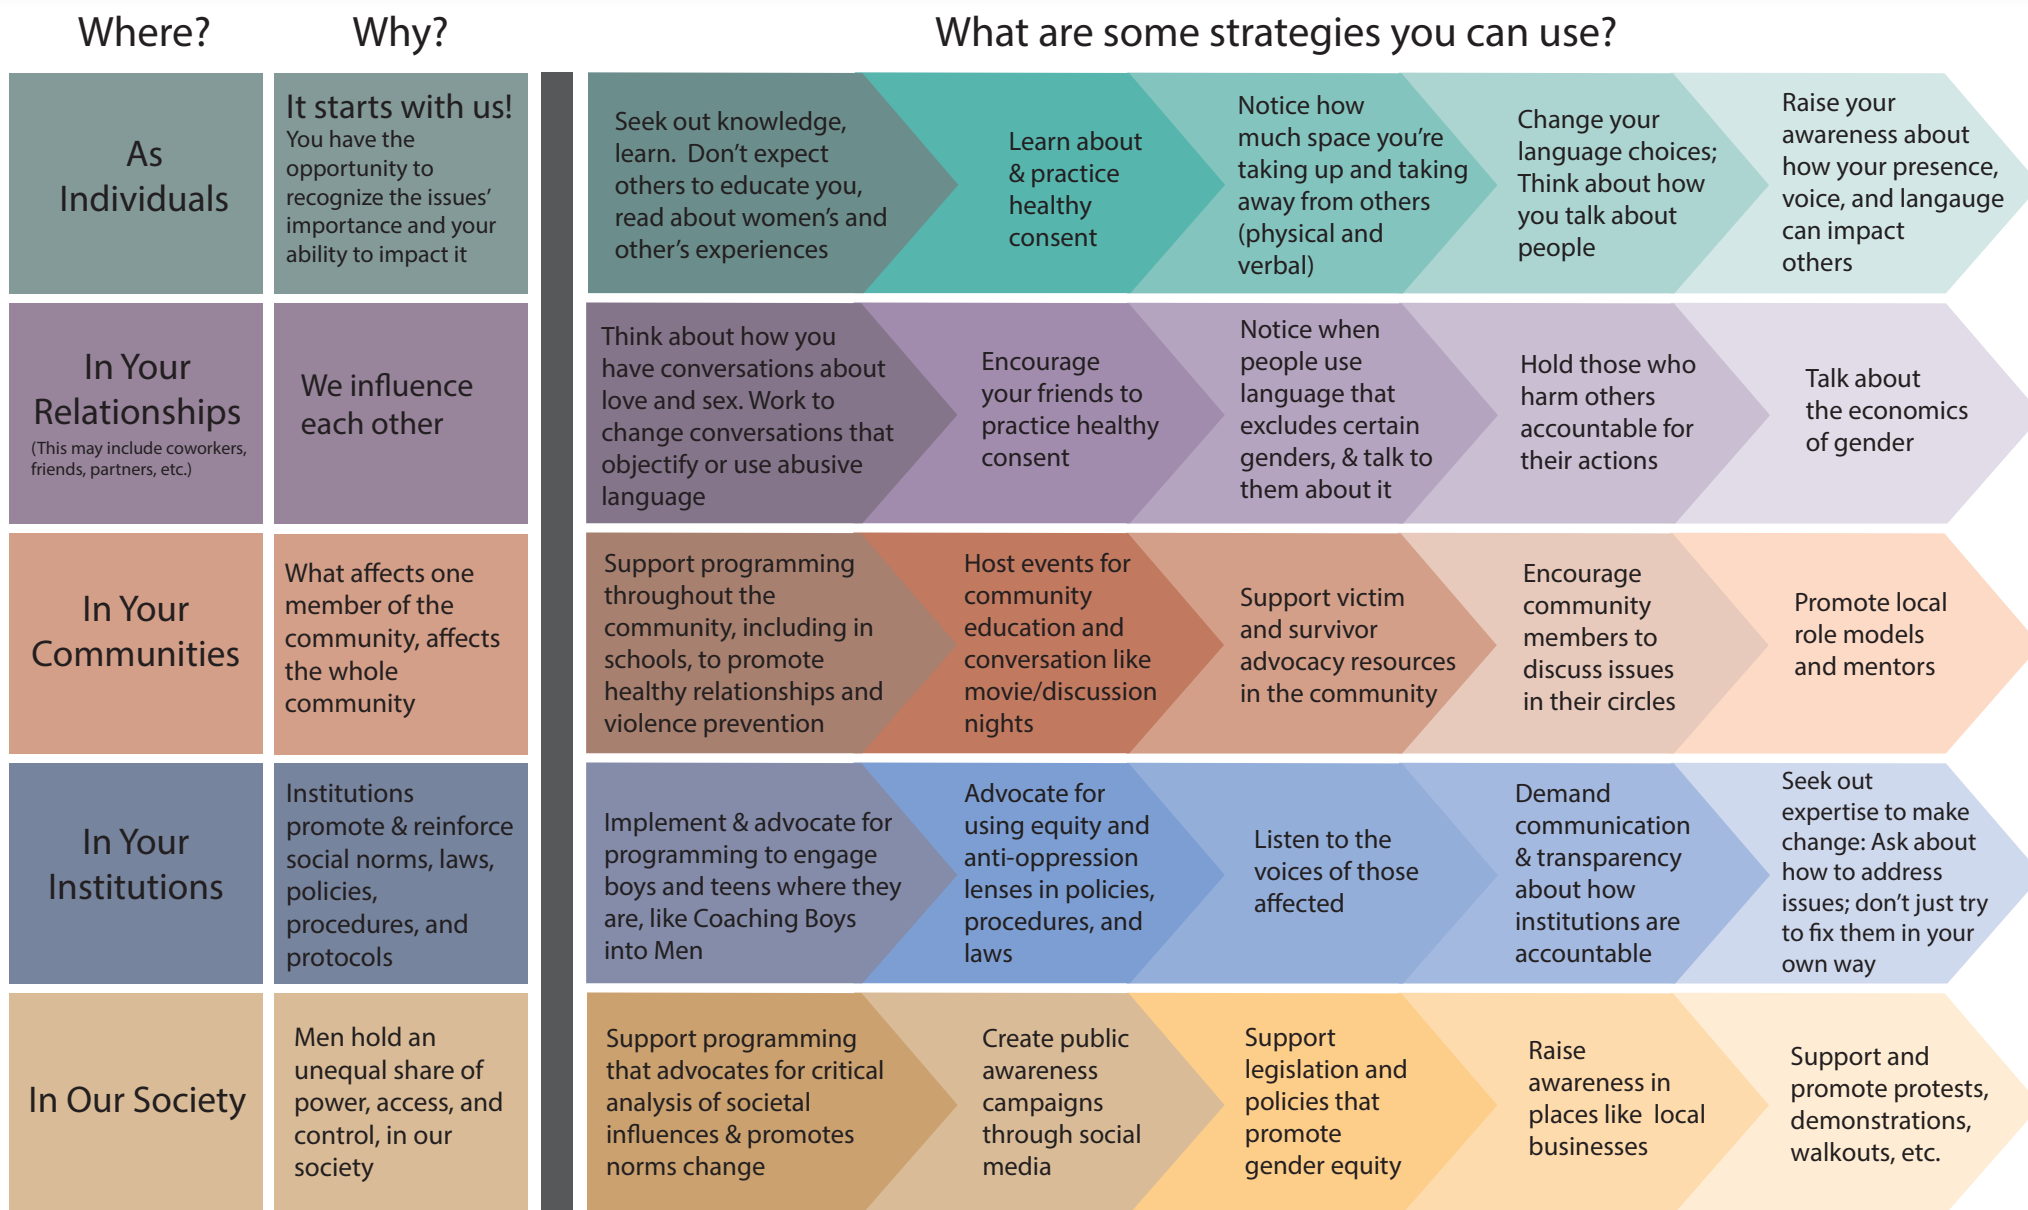 Where?
Why?
What are some strategies you can use?
As
Individuals
It starts with us!
You have the
opportunity to
recognize the issues’
importance and your
ability to impact it
Seek out knowledge,
learn.  Don’t expect
others to educate you,
read about women’s and
other’s experiences
Learn about
& practice
healthy
consent
Notice how
much space you’re
taking up and taking
away from others
(physical and
verbal)
Change your
language choices;
Think about how
you talk about
people
Raise your
awareness about
how your presence,
voice, and langauge
can impact
others
In Your
Relationships
(This may include coworkers,
friends, partners, etc.)
We influence
each other
Think about how you
have conversations about
love and sex. Work to
change conversations that
objectify or use abusive
language
Encourage
your friends to
practice healthy
consent
Notice when
people use
language that
excludes certain
genders, & talk to
them about it
Hold those who
harm others
accountable for
their actions
Talk about
the economics
of gender
In Your
Communities
What affects one
member of the
community, affects
the whole
community
Support programming
throughout the
community, including in
schools, to promote
healthy relationships and
violence prevention
Host events for
community
education and
conversation like
movie/discussion
nights
Support victim
and survivor
advocacy resources
in the community
Encourage
community
members to
discuss issues
in their circles
Promote local
role models
and mentors
In Your
Institutions
Institutions
promote & reinforce
social norms, laws,
policies,
procedures, and
protocols
Implement & advocate for
programming to engage
boys and teens where they
are, like Coaching Boys
into Men
Advocate for
using equity and
anti-oppression
lenses in policies,
procedures, and
laws
Listen to the
voices of those
affected
Demand
communication
& transparency
about how
institutions are
accountable
Seek out
expertise to make
change: Ask about
how to address
issues; don’t just try
to fix them in your
own way
In Our Society
Men hold an
unequal share of
power, access, and
control, in our
society
Support programming
that advocates for critical
analysis of societal
influences & promotes
norms change
Create public
awareness
campaigns
through social
media
Support
legislation and
policies that
promote
gender equity
Raise
awareness in
places like  local
businesses
Support and
promote protests,
demonstrations,
walkouts, etc.